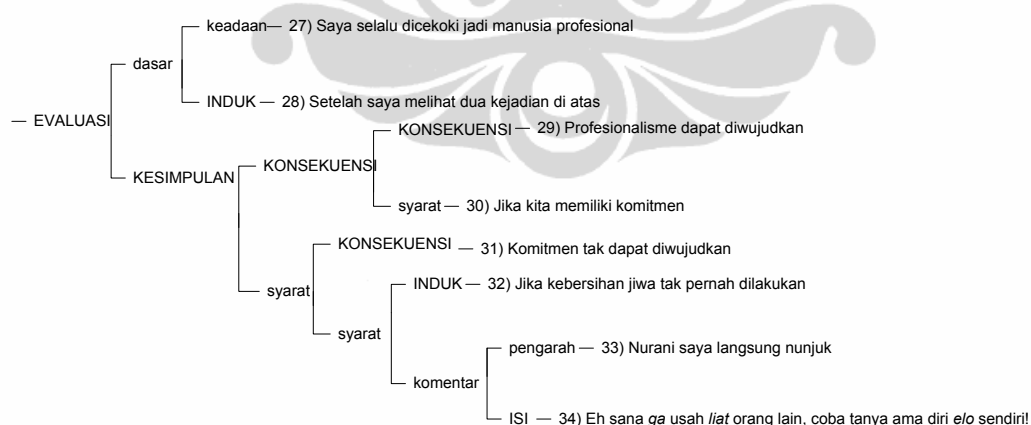 keadaan — 27) Saya selalu dicekoki jadi manusia profesional
dasar
INDUK — 28) Setelah saya melihat dua kejadian di atas
— EVALUASI
KONSEKUENSI — 29) Profesionalisme dapat diwujudkan
KONSEKUENSI
KESIMPULAN
syarat — 30) Jika kita memiliki komitmen
KONSEKUENSI — 31) Komitmen tak dapat diwujudkan
INDUK — 32) Jika kebersihan jiwa tak pernah dilakukan
syarat
syarat
pengarah — 33) Nurani saya langsung nunjuk
komentar
ISI — 34) Eh sana ga usah liat orang lain, coba tanya ama diri elo sendiri!